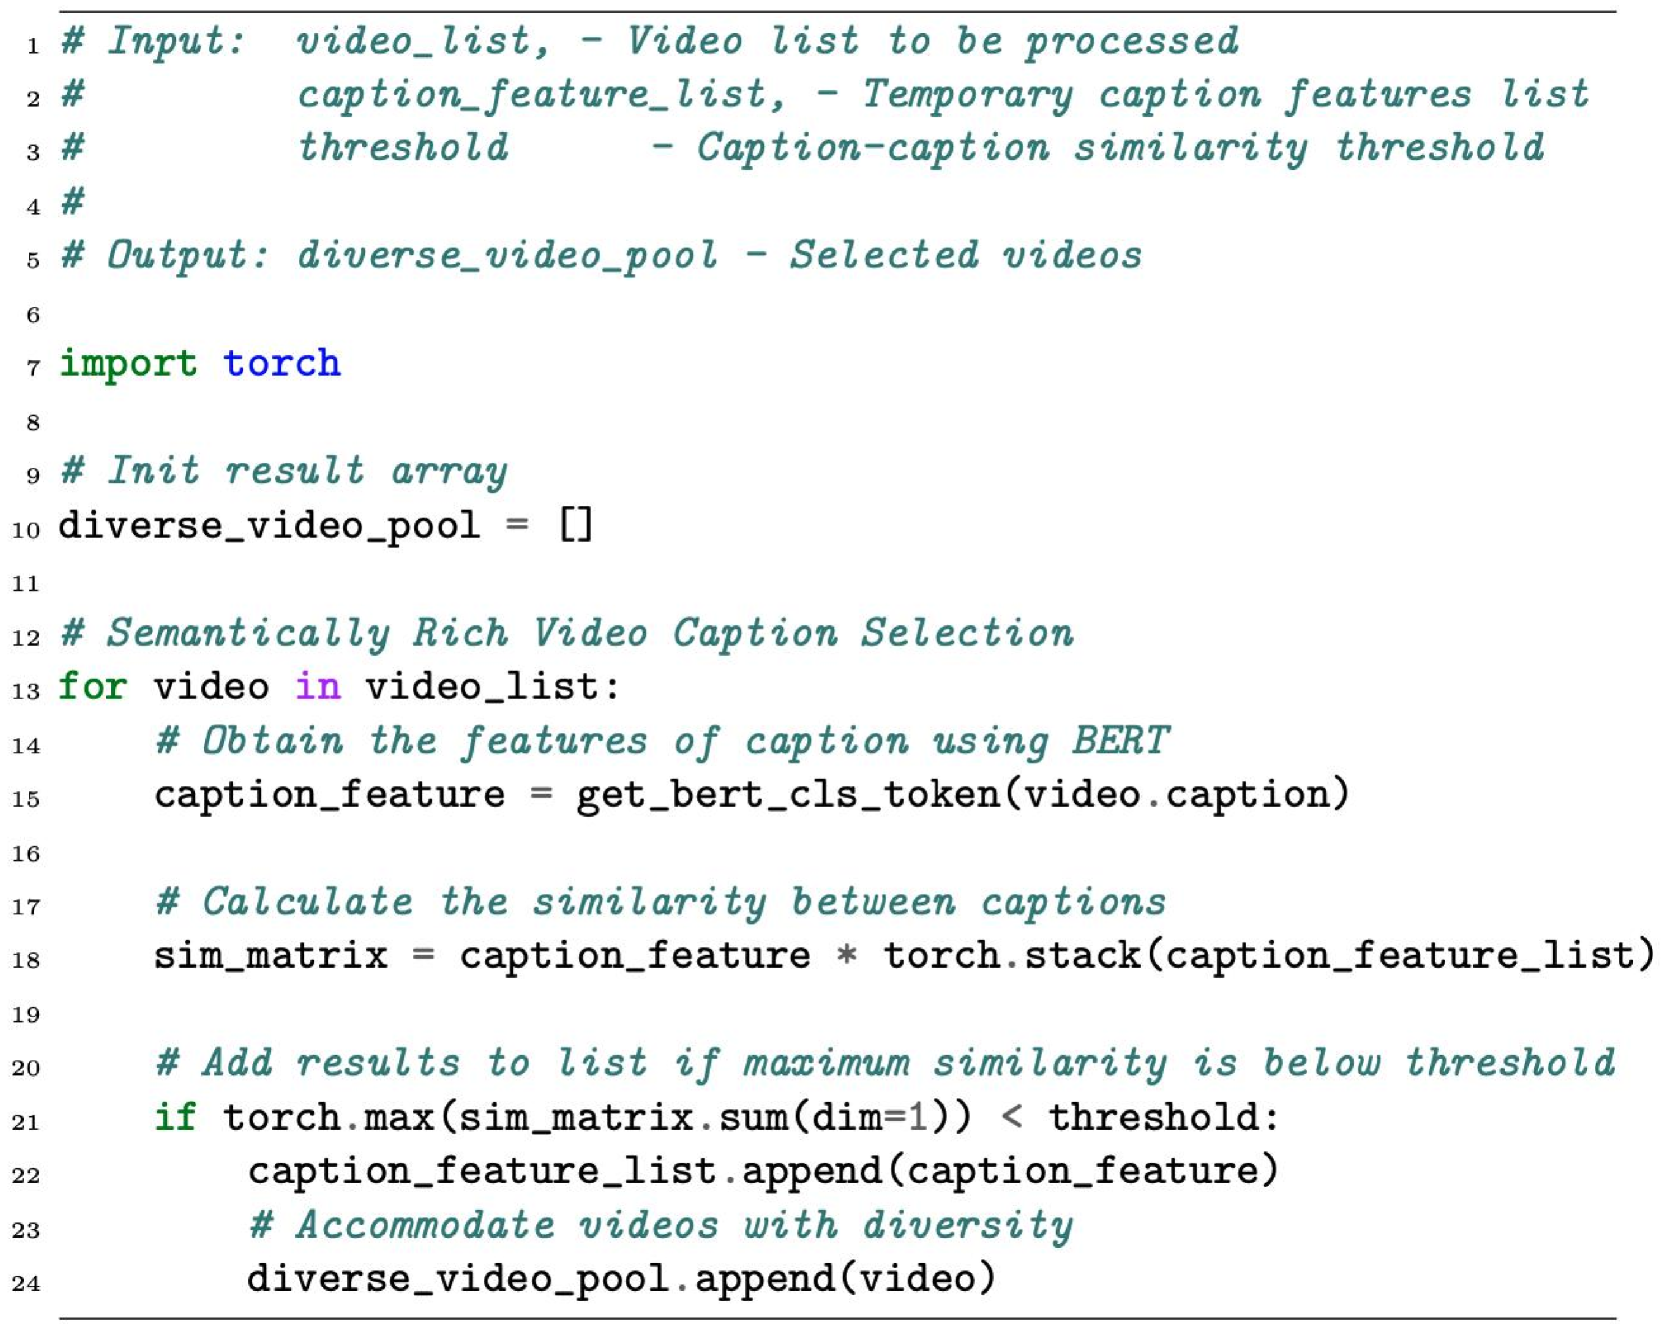 1 # Input:  video_list, - Video list to be processed
2 #         caption_feature_list, - Temporary caption features list
3 #         threshold      - Caption-caption similarity threshold
4 #
5 # Output: diverse_video_pool - Selected videos
6
7 import torch
8
9 # Init result array
10 diverse_video_pool = []
11
12 # Semantically Rich Video Caption Selection
13 for video in video_list:
14     # Obtain the features of caption using BERT
15     caption_feature = get_bert_cls_token(video.caption)
16
17     # Calculate the similarity between captions
18     sim_matrix = caption_feature * torch.stack(caption_feature_list)
19
20     # Add results to list if maximum similarity is below threshold
21     if torch.max(sim_matrix.sum(dim=1)) < threshold:
22         caption_feature_list.append(caption_feature)
23         # Accommodate videos with diversity
24         diverse_video_pool.append(video)